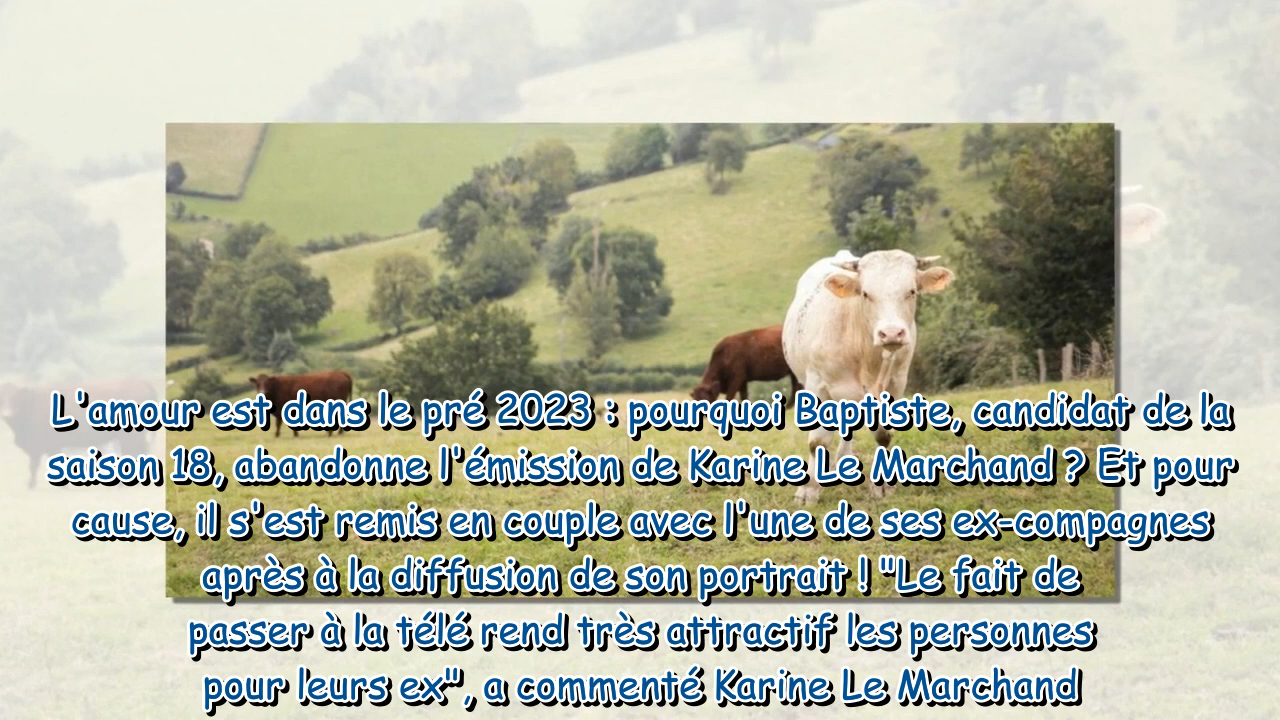 L'amour est dans le pré 2023 : pourquoi Baptiste, candidat de la
saison 18, abandonne l'émission de Karine Le Marchand ? Et pour
cause, il s'est remis en couple avec l'une de ses ex-compagnes
après à la diffusion de son portrait ! "Le fait de
passer à la télé rend très attractif les personnes
pour leurs ex", a commenté Karine Le Marchand